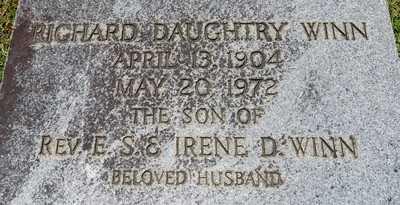 RICHARD DAUGHTRY WINN
APRIL 13, 1904
MAY 20 1972
THE SON OF
REV. E. S. & IRENE D. WINN
BELOVED HUSBAND